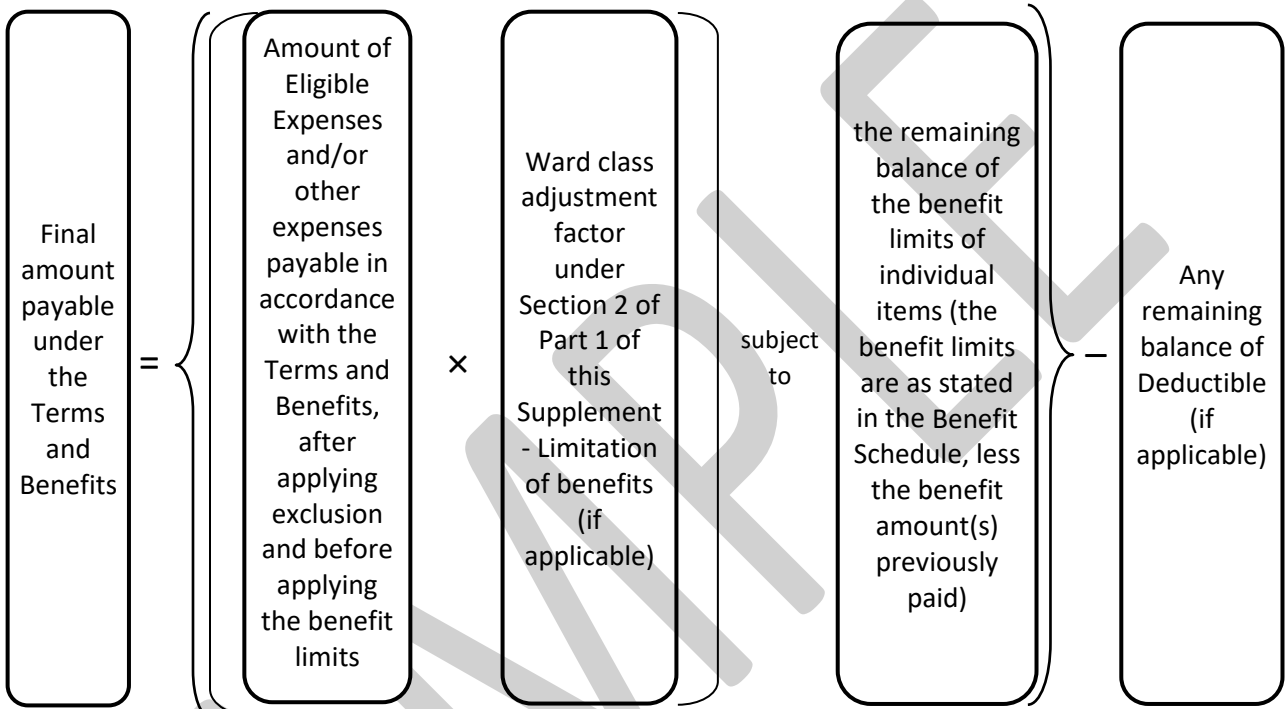 Final
amount
payable
under
the
Terms
and
Benefits
=
Amount of
Eligible
Expenses
and/or
other
expenses
payable in
accordance
with the
Terms and
Benefits,
after
applying
exclusion
and before
applying
the benefit
limits
×
Ward class
adjustment
factor
under
Section 2 of
Part 1 of
this
Supplement
- Limitation
of benefits
(if
applicable)
subject
to
the remaining
balance of
the benefit
limits of
individual
items (the
benefit limits
are as stated
in the Benefit
Schedule, less
the benefit
amount(s)
previously
paid)
–
Any
remaining
balance of
Deductible
(if
applicable)
MPLE